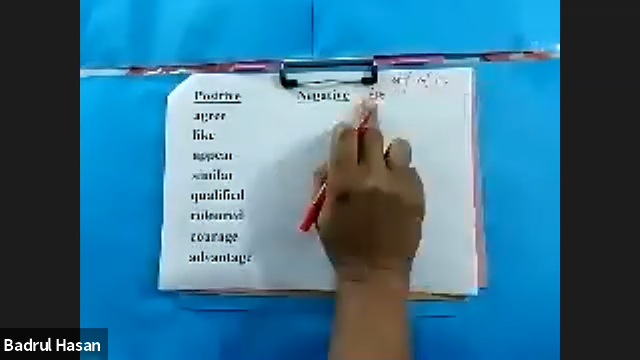 Positive Negative
agree
like
appear
similar
qualified
coloured
courage
advantage
Badrul Hasan